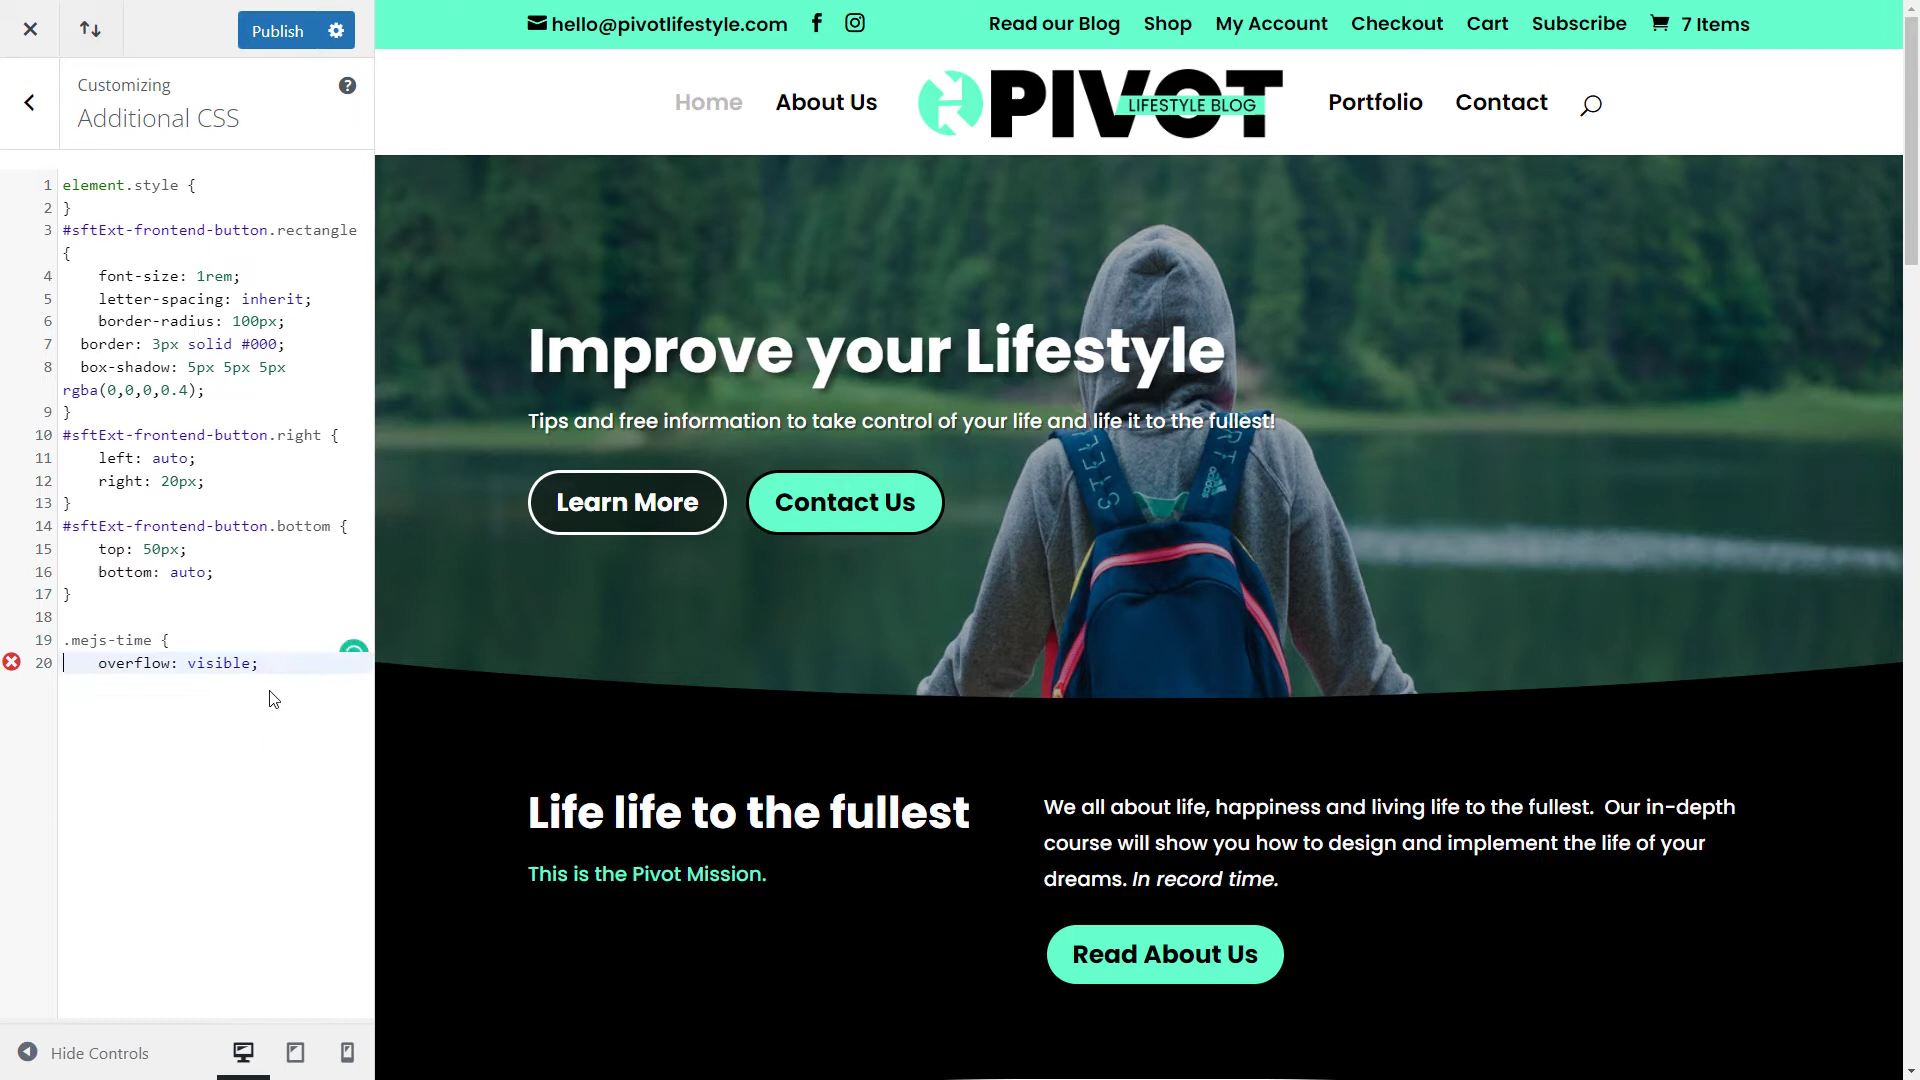 Publish
Customizing
Additional CSS
1 element.style {
2 }
3 #sftExt-frontend-button.rectangle
{
4 font-size: 1rem;
5 letter-spacing: inherit;
6 border-radius: 100px;
7 border: 3px solid #000;
8 box-shadow: 5px 5px 5px
rgba(0,0,0,0.4);
9 }
10 #sftExt-frontend-button.right {
11 left: auto;
12 right: 20px;
13 }
14 #sftExt-frontend-button.bottom {
15 top: 50px;
16 bottom: auto;
17 }
18
19 .mejs-time {
20 overflow: visible;
Hide Controls
hello@pivotlifestyle.com Read our Blog Shop My Account Checkout Cart Subscribe 7 Items
Home About Us PIVOT LIFESTYLE BLOG Portfolio Contact
STELL
ORT
adidas
Improve your Lifestyle
Tips and free information to take control of your life and life it to the fullest!
Learn More Contact Us
Life life to the fullest
This is the Pivot Mission.
We all about life, happiness and living life to the fullest. Our in-depth
course will show you how to design and implement the life of your
dreams. In record time.
Read About Us